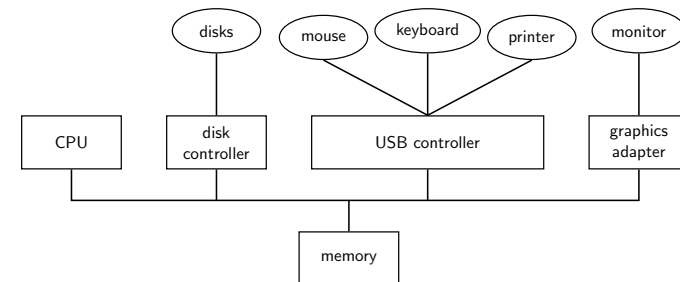 disks
mouse
keyboard
printer
monitor
CPU
disk
controller
USB controller
graphics
adapter
memory